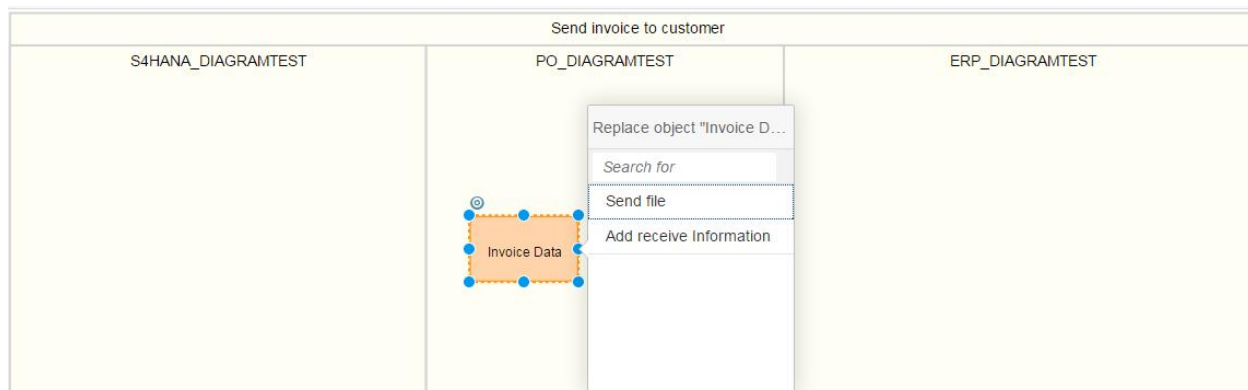 Send invoice to customer
S4HANA_DIAGRAMTEST
PO_DIAGRAMTEST
ERP_DIAGRAMTEST
Replace object "Invoice D...
Search for
Send file
Add receive Information
Invoice Data